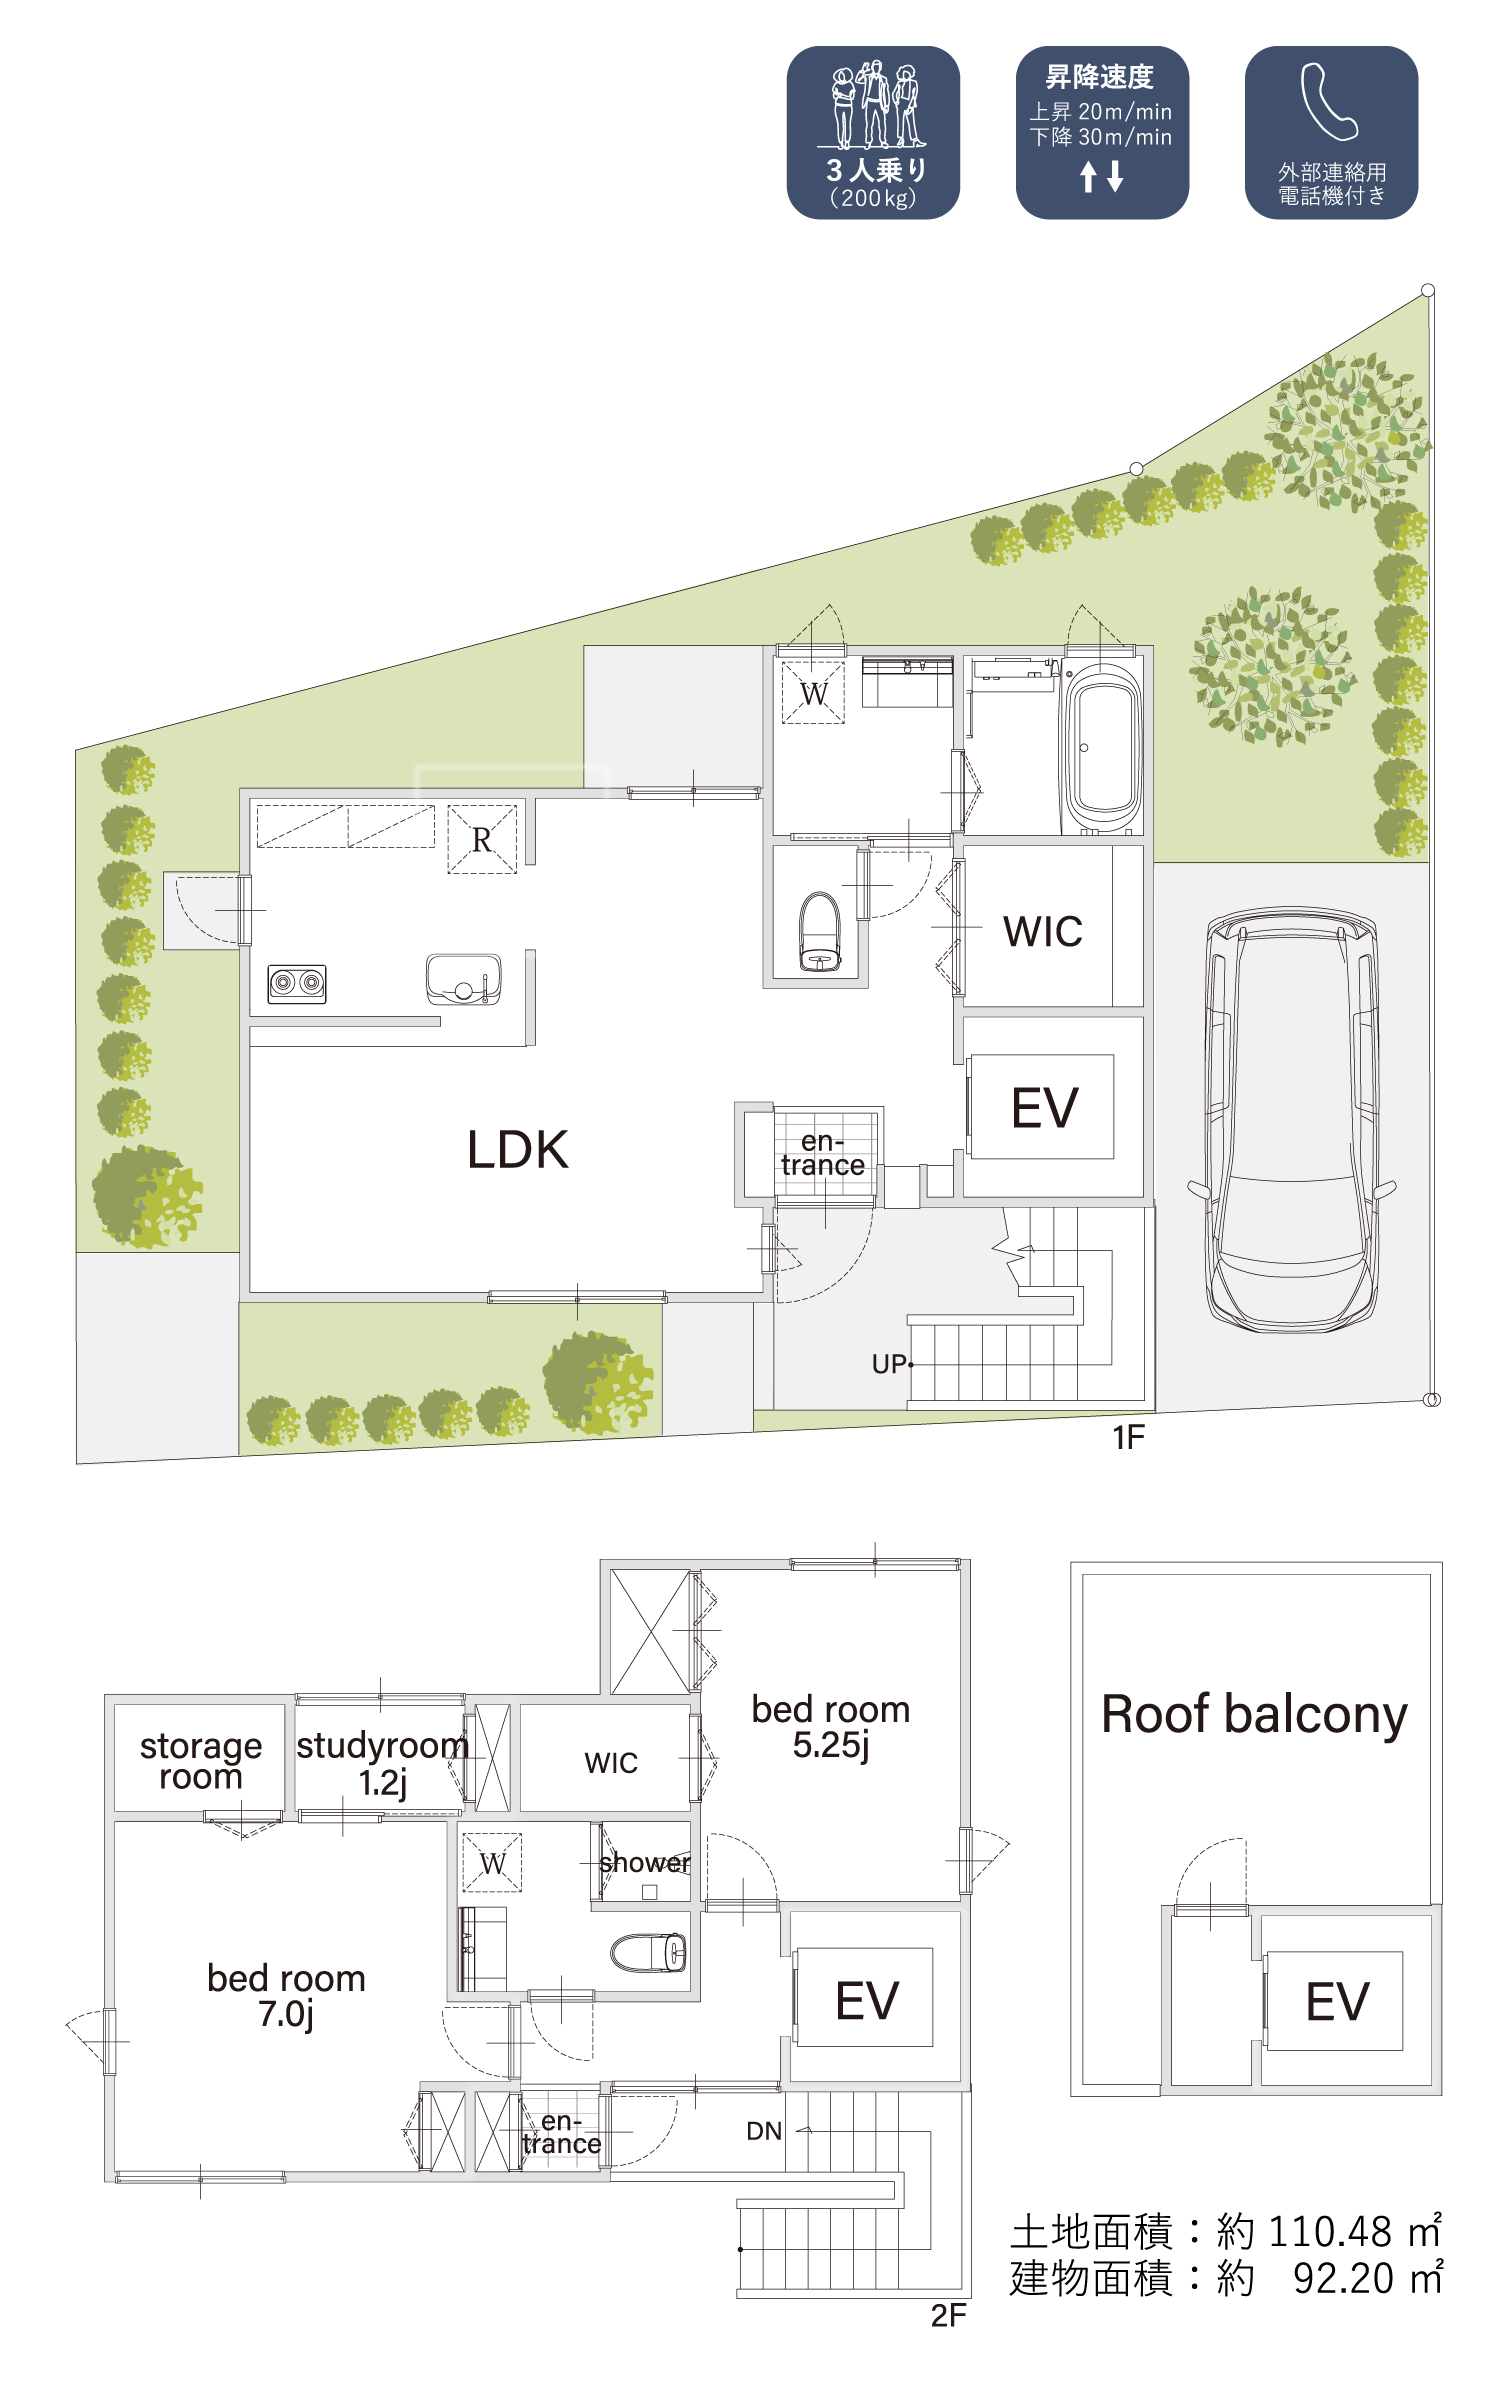 3人乗り
（200kg）
昇降速度
上昇 20m/min
下降 30m/min
外部連絡用
電話機付き
W
R
WIC
EV
LDK
en-
trance
UP
1F
bed room
5.25j
storage
room
studyroom
1.2j
WIC
W
shower
bed room
7.0j
EV
en-
trance
DN
2F
Roof balcony
EV
土地面積：約 110.48 ㎡
建物面積：約 92.20 ㎡